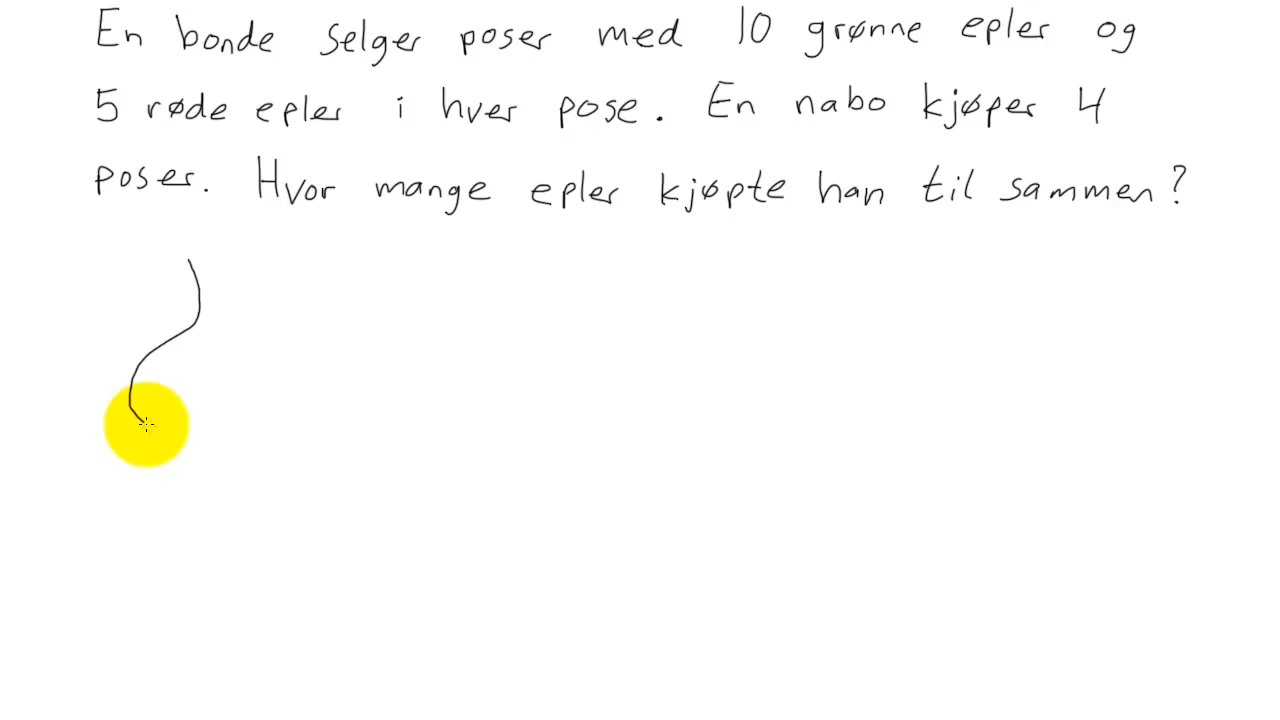 En bonde selger poser med 10 grønne epler og
5 røde epler i hver pose. En nabo kjøper 4
poser. Hvor mange epler kjøpte han til sammen?